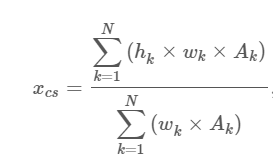 x_{cs} = \frac{\sum_{k=1}^{N} (h_k \times w_k \times A_k)}{\sum_{k=1}^{N} (w_k \times A_k)},